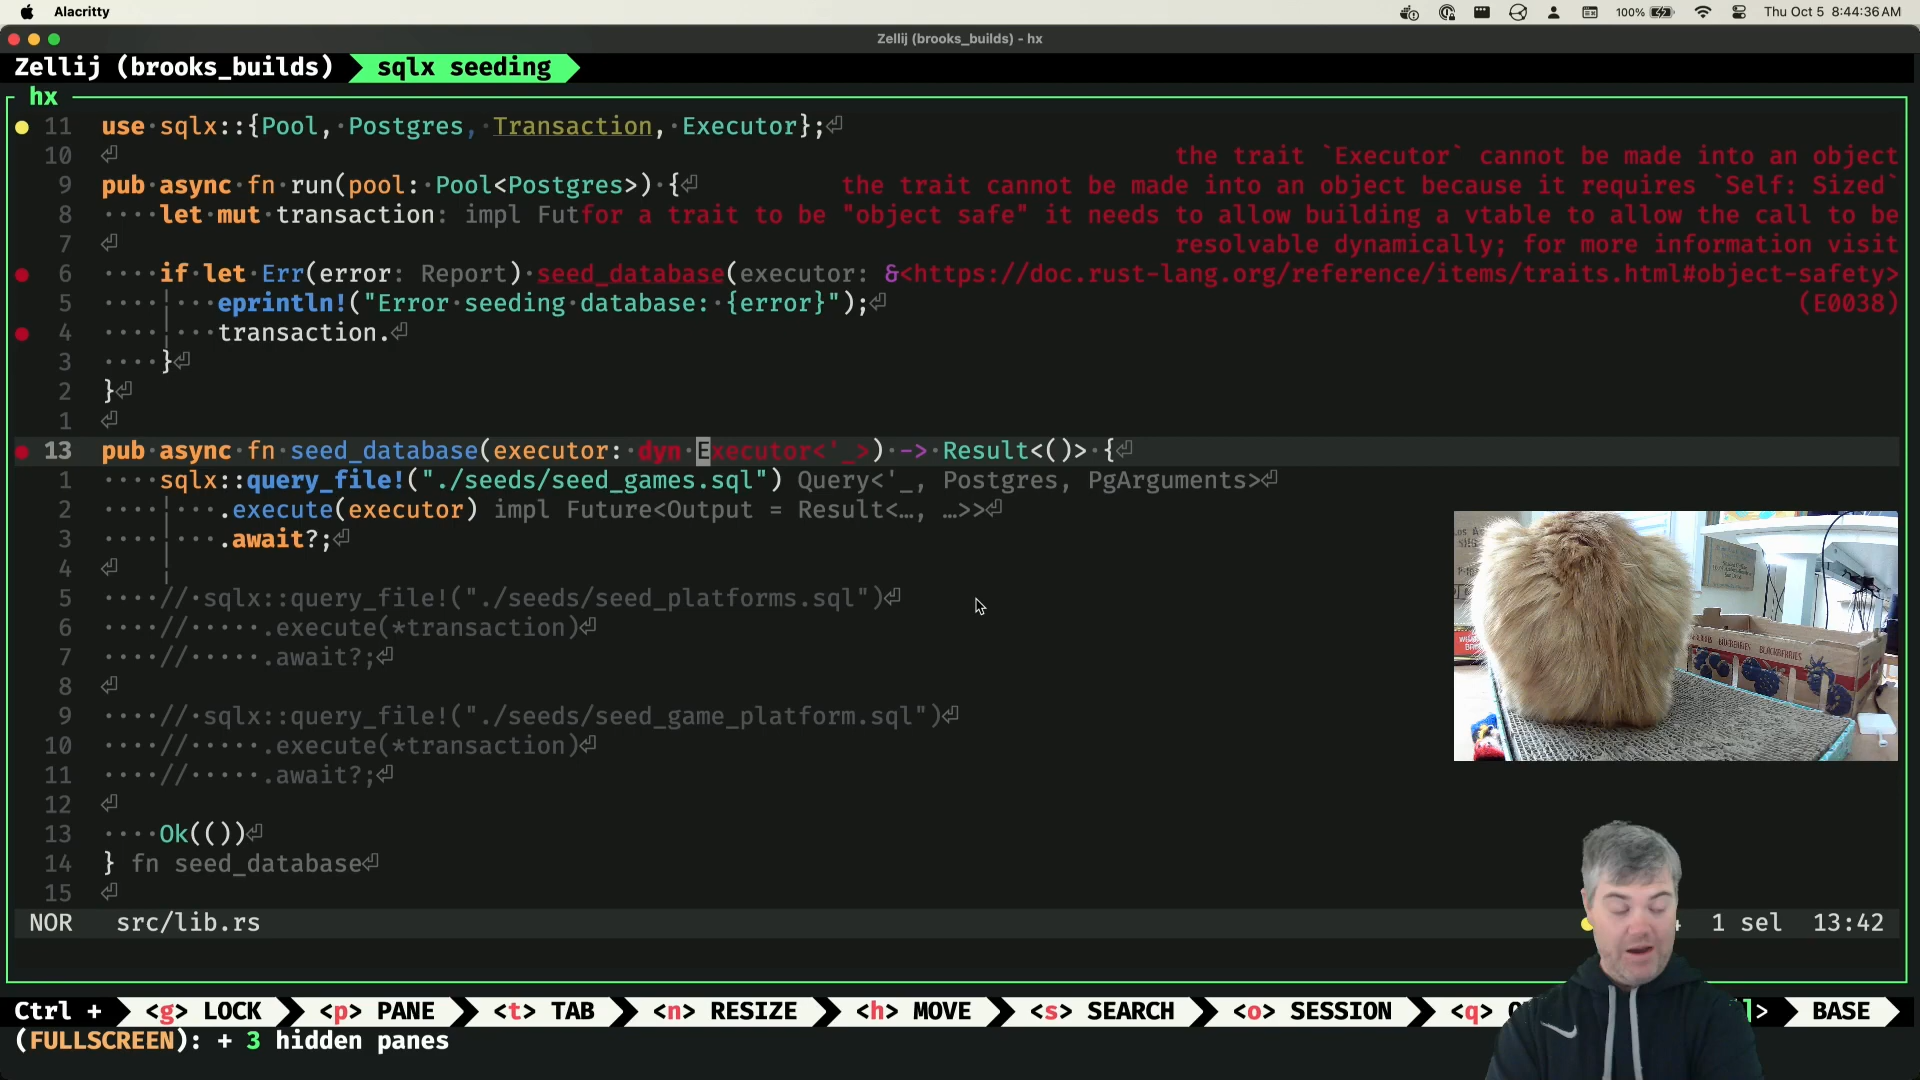 Alacritty
100%
Thu Oct 5 8:44:36 AM
Zellij (brooks_builds) - hx
Zellij (brooks_builds) sqlx seeding
hx
11 use·sqlx::{Pool,·Postgres,·Transaction,·Executor};⏎
10 ⏎ the trait `Executor` cannot be made into an object
9 pub·async·fn·run(pool:·Pool<Postgres>)·{⏎ the trait cannot be made into an object because it requires `Self: Sized`
8 ····let·mut·transaction: impl Futfor a trait to be "object safe" it needs to allow building a vtable to allow the call to be
7 ⏎ resolvable dynamically; for more information visit
6 ····if·let·Err(error: Report)·seed_database(executor: &<https://doc.rust-lang.org/reference/items/traits.html#object-safety>
5 ····¦···eprintln!("Error·seeding·database:·{error}");⏎ (E0038)
4 ····¦···transaction.⏎
3 ····}⏎
2 }⏎
1 ⏎
13 pub·async·fn·seed_database(executor:·dyn·Executor<'_>)·->·Result<()>·{⏎
1 ····sqlx::query_file!("./seeds/seed_games.sql") Query<'_, Postgres, PgArguments>⏎
2 ····¦···.execute(executor) impl Future<Output = Result<…, …>>⏎
3 ····¦···.await?;⏎
4 ⏎
5 ····//·sqlx::query_file!("./seeds/seed_platforms.sql")⏎
6 ····//·····.execute(*transaction)⏎
7 ····//·····.await?;⏎
8 ⏎
9 ····//·sqlx::query_file!("./seeds/seed_game_platform.sql")⏎
10 ····//·····.execute(*transaction)⏎
11 ····//·····.await?;⏎
12 ⏎
13 ····Ok(())⏎
14 } fn seed_database⏎
15 ⏎
BLACKBERRIES BLACKBERRIES
NOR src/lib.rs 1 sel 13:42
Ctrl + <g> LOCK <p> PANE <t> TAB <n> RESIZE <h> MOVE <s> SEARCH <o> SESSION <q> BASE
(FULLSCREEN): + 3 hidden panes